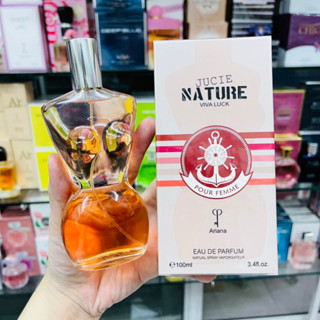 JUCIE
NATURE
VIVA.LUCK
POUR FEMME
Ariana
EAU DE PARFUM
NATURAL SPRAY VAPORISATEUR
100ml 3.4fl.oz.